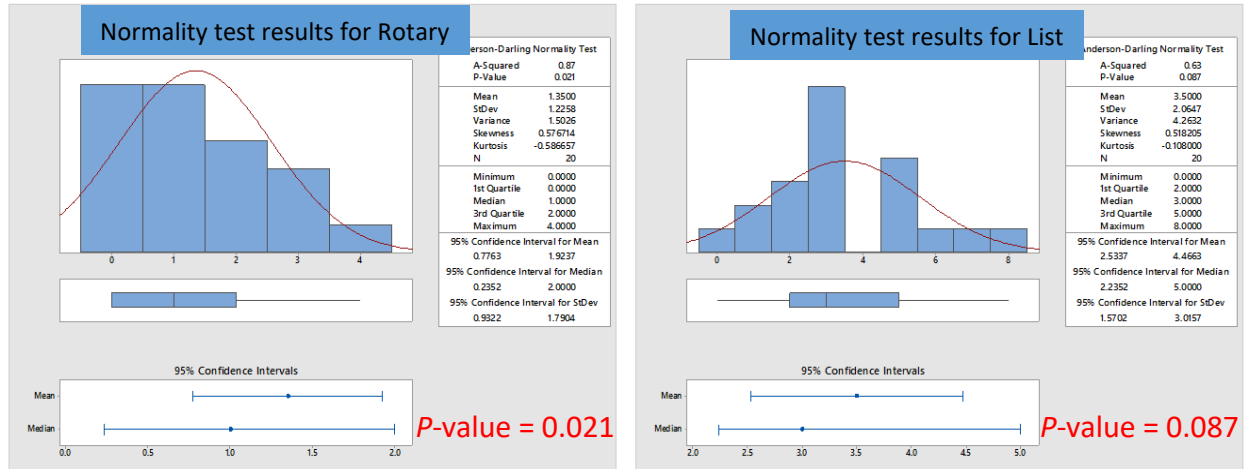 Normality test results for Rotary
erson-Darling Normality Test
A-Squared 0.87
P-Value 0.021
Mean 1.3500
StDev 1.2258
Variance 1.5026
Skewness 0.576714
Kurtosis -0.586657
N 20
Minimum 0.0000
1st Quartile 0.0000
Median 1.0000
3rd Quartile 2.0000
Maximum 4.0000
95% Confidence Interval for Mean
0.7763 1.9237
95% Confidence Interval for Median
0.2352 2.0000
95% Confidence Interval for StDev
0.9322 1.7904
0 1 2 3 4
95% Confidence Intervals
Mean
Median
0.0 0.5 1.0 1.5 2.0
P-value = 0.021
Normality test results for List
Anderson-Darling Normality Test
A-Squared 0.63
P-Value 0.087
Mean 3.5000
StDev 2.0647
Variance 4.2632
Skewness 0.518205
Kurtosis -0.108000
N 20
Minimum 0.0000
1st Quartile 2.0000
Median 3.0000
3rd Quartile 5.0000
Maximum 8.0000
95% Confidence Interval for Mean
2.5337 4.4663
95% Confidence Interval for Median
2.2352 5.0000
95% Confidence Interval for StDev
1.5702 3.0157
0 2 4 6 8
95% Confidence Intervals
Mean
Median
2.0 2.5 3.0 3.5 4.0 4.5 5.0
P-value = 0.087